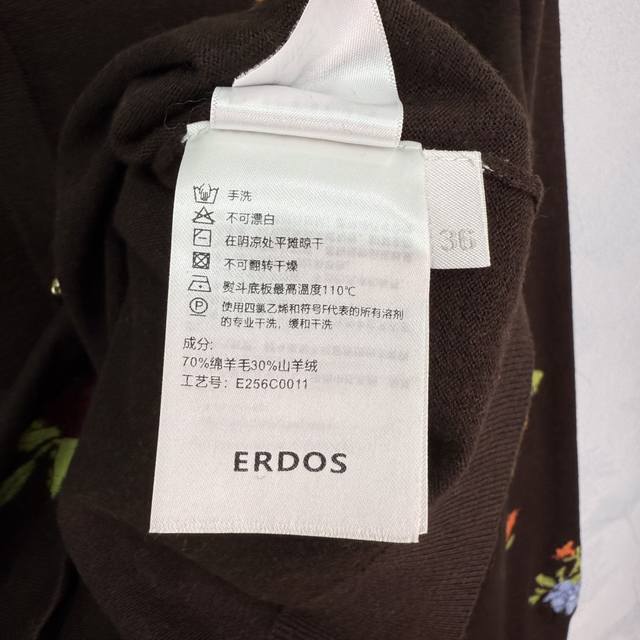 手洗
不可漂白
在阴凉处平摊晾干
不可翻转干燥
熨斗底板最高温度110℃
使用四氯乙烯和符号F代表的所有溶剂
的专业干洗，缓和干洗
成分:
70%绵羊毛30%山羊绒
工艺号: E256C0011
ERDOS
36